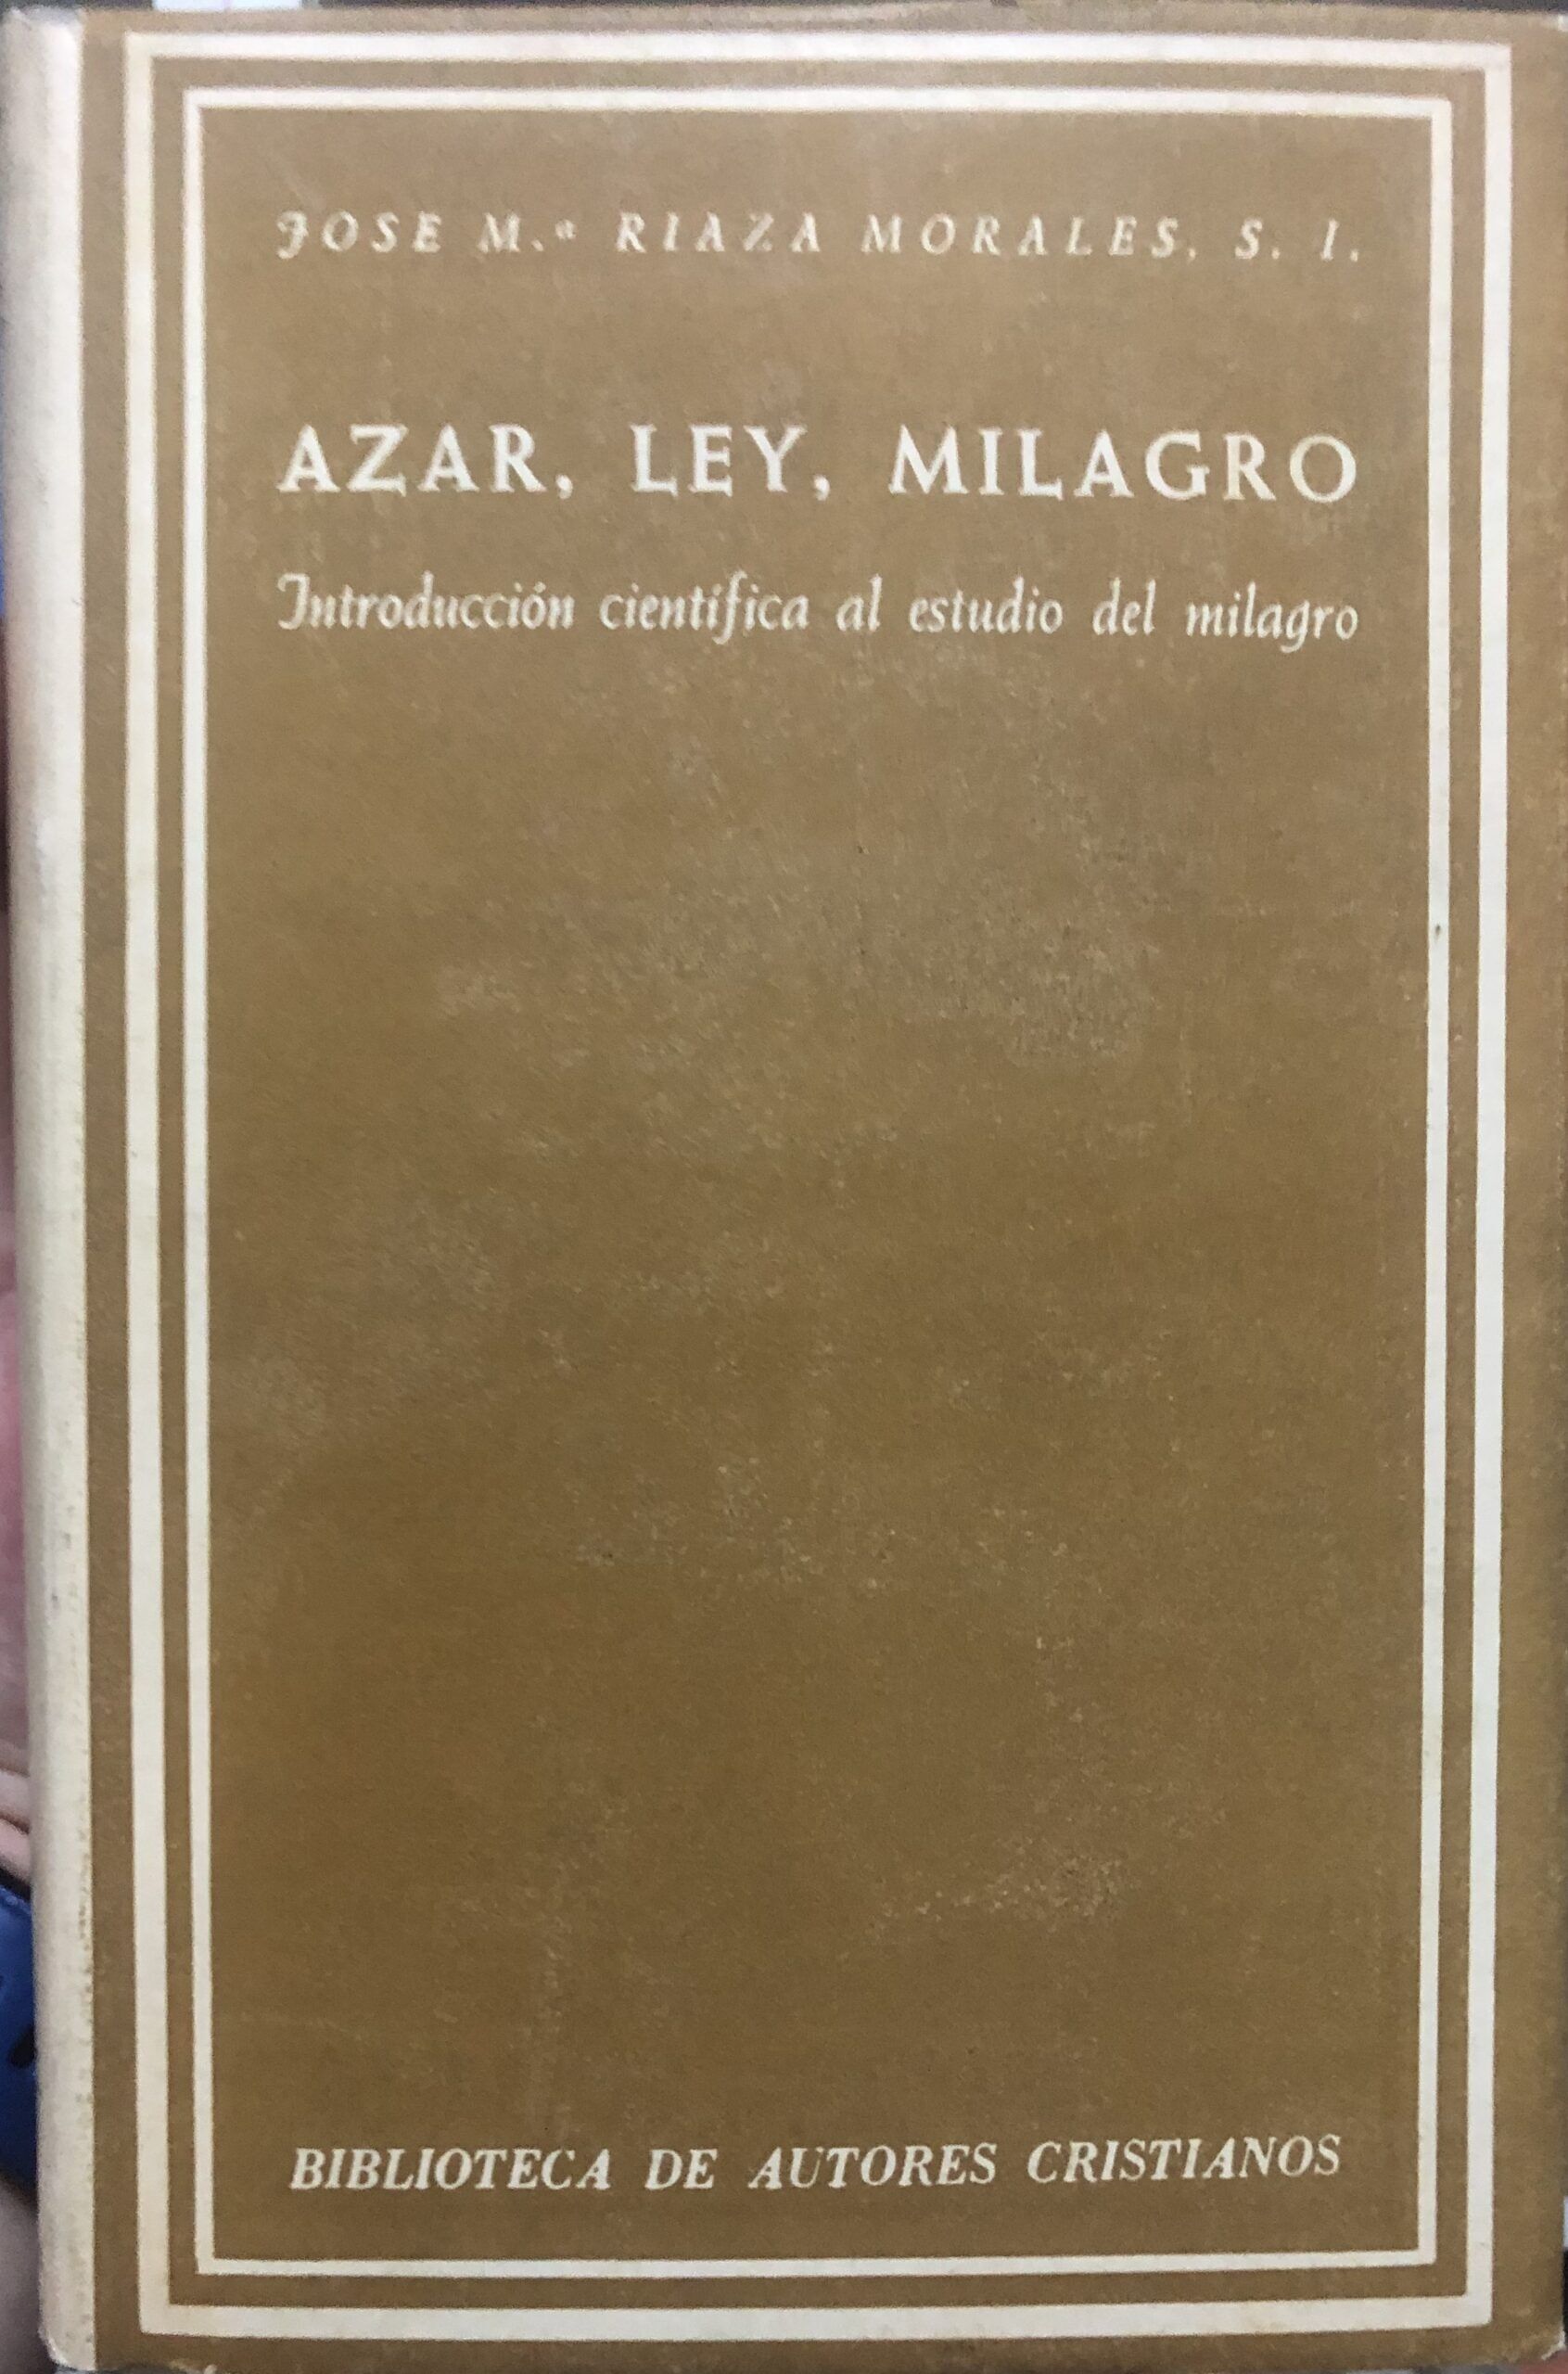 JOSE M.ª RIAZA MORALES, S. I.
AZAR, LEY, MILAGRO
Introducción científica al estudio del milagro
BIBLIOTECA DE AUTORES CRISTIANOS